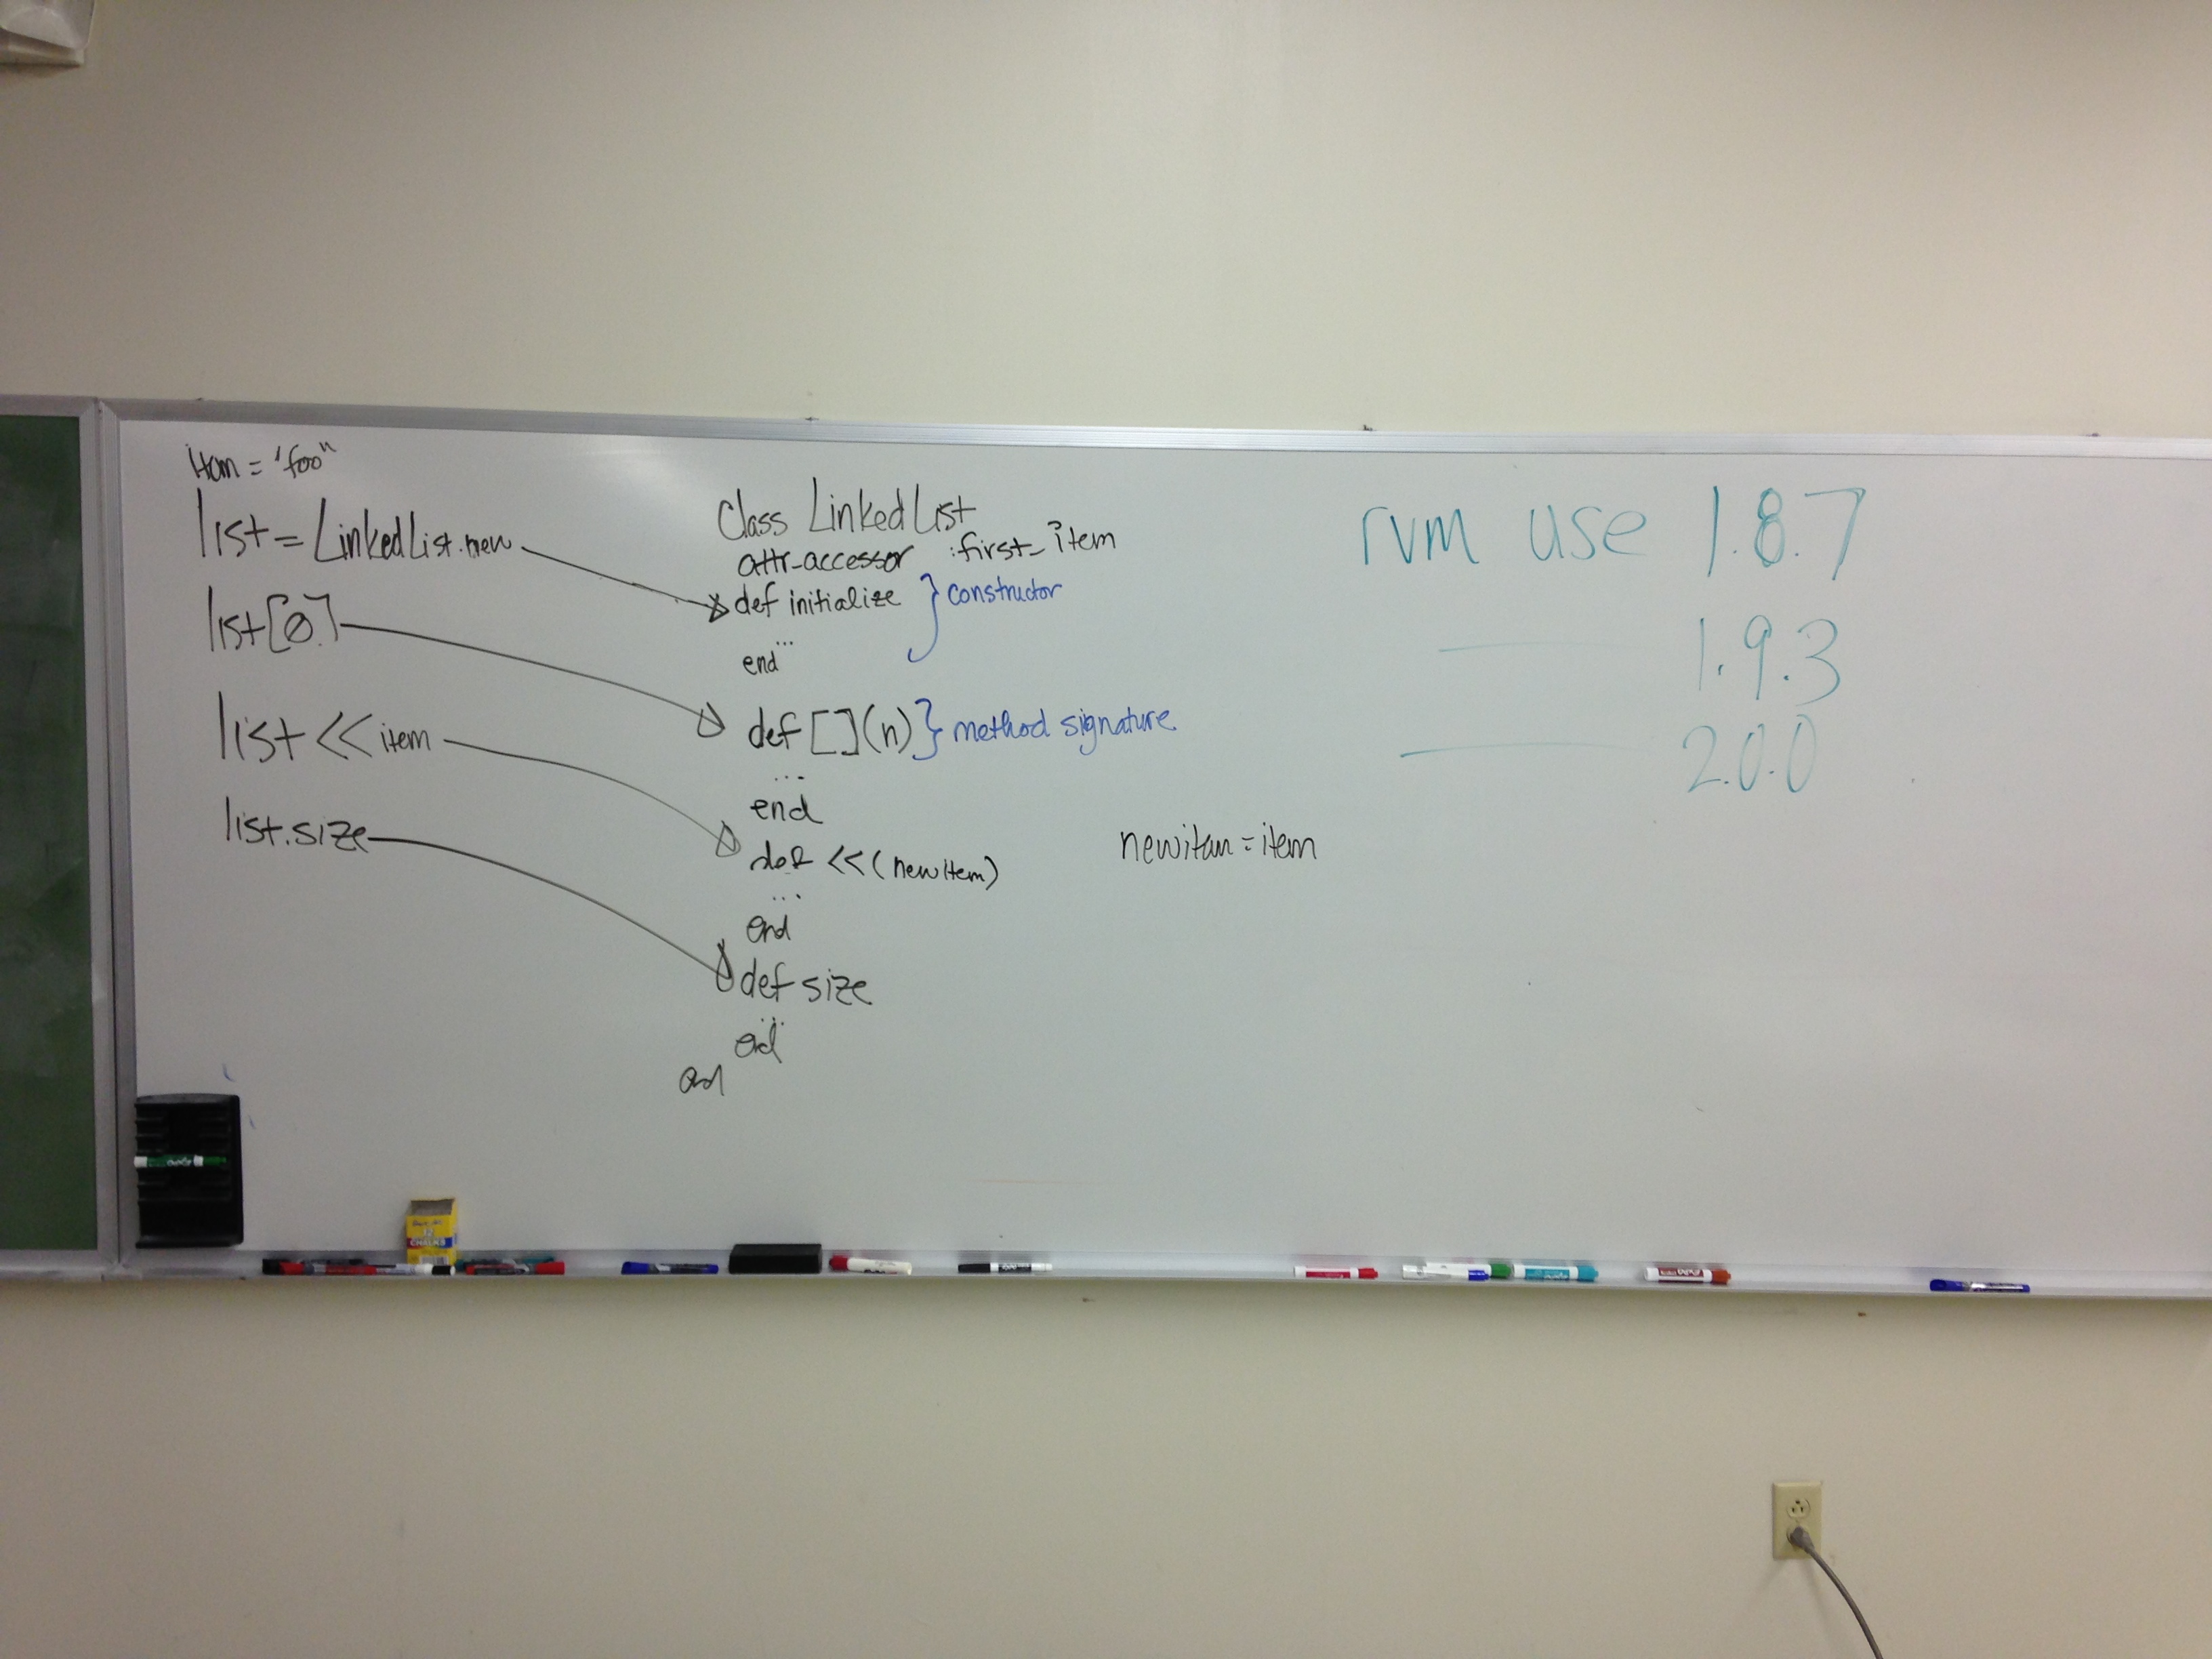 item = "foo"
list = LinkedList.new
list[0]
list << item
list.size
class LinkedList
attr_accessor :first_item
def initialize } constructor
...
end
def [](n) } method signature
...
end
def <<(newitem)
...
end
def size
...
end
end
newitem = item
rvm use 1.8.7
1.9.3
2.0.0
CHALKS